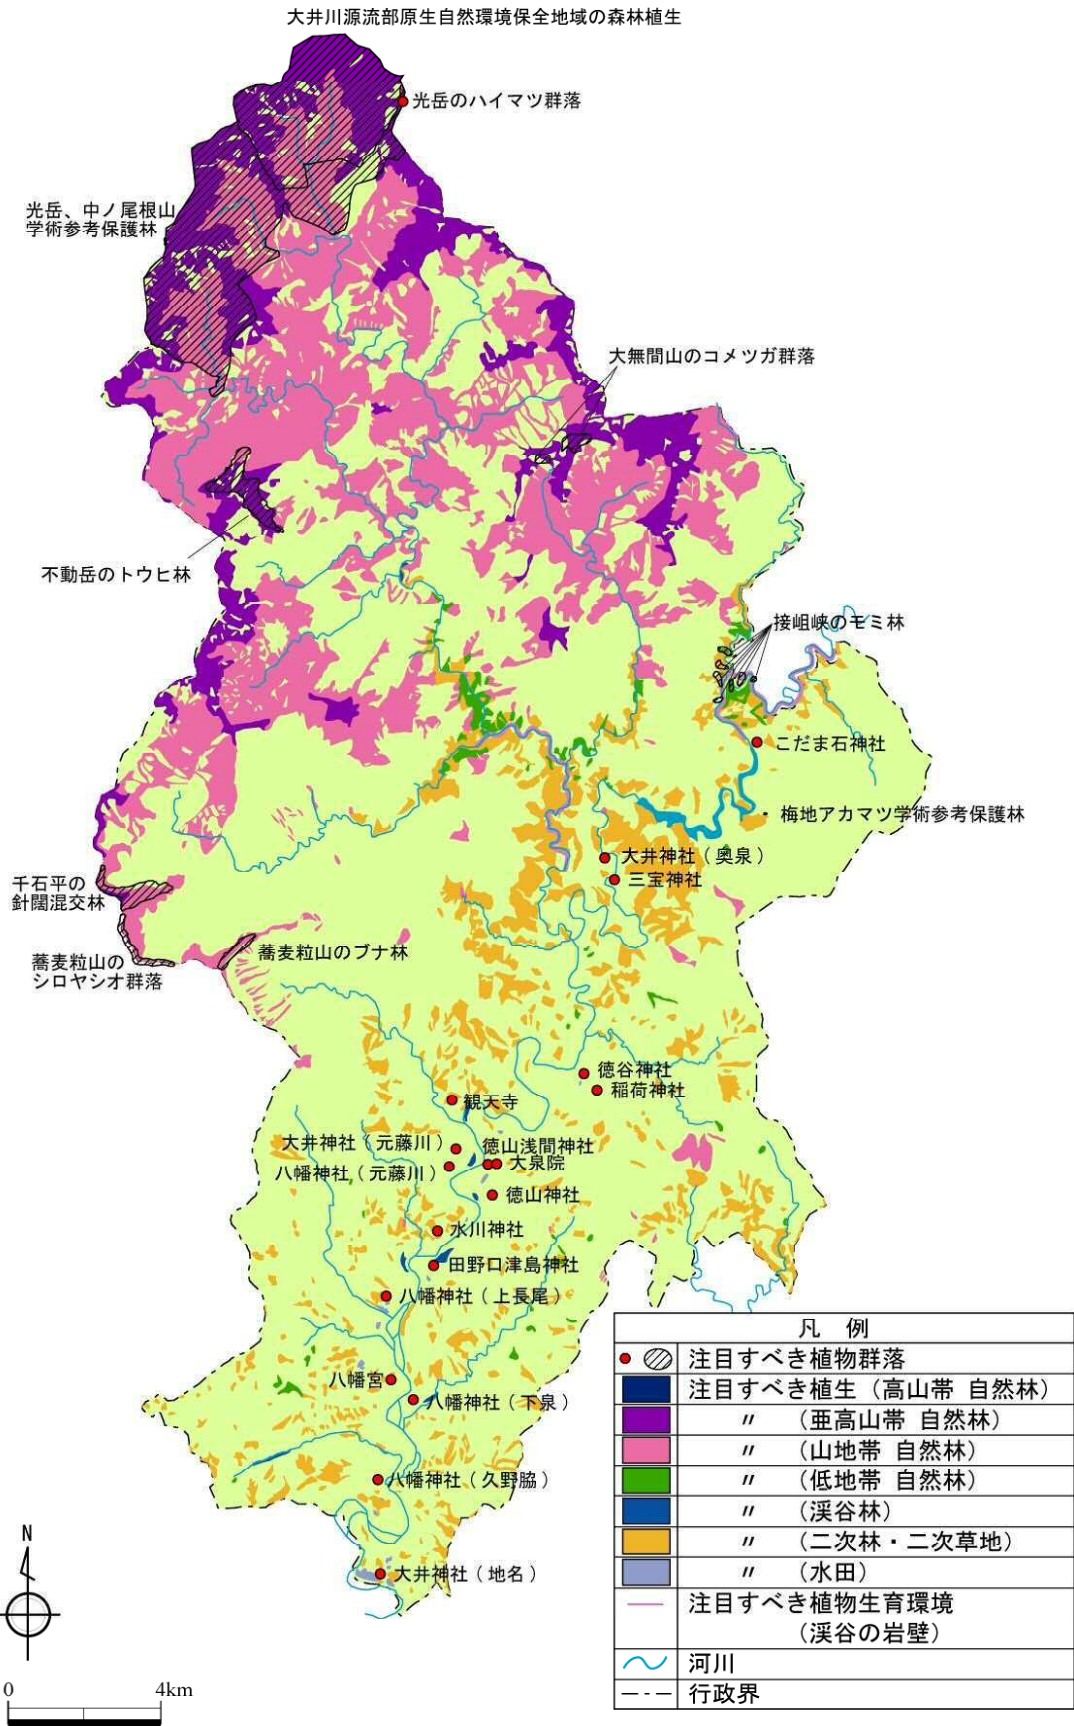 大井川源流部原生自然環境保全地域の森林植生
光岳のハイマツ群落
光岳、中ノ尾根山
学術参考保護林
大無間山のコメツガ群落
不動岳のトウヒ林
接岨峡のモミ林
こだま石神社
梅地アカマツ学術参考保護林
大井神社（奥泉）
三宝神社
千石平の
針闊混交林
蕎麦粒山のブナ林
蕎麦粒山の
シロヤシオ群落
徳谷神社
稲荷神社
観天寺
大井神社（元藤川）
徳山浅間神社
八幡神社（元藤川）
大泉院
徳山神社
水川神社
田野口津島神社
八幡神社（上長尾）
八幡宮
八幡神社（下泉）
八幡神社（久野脇）
大井神社（地名）
凡 例
注目すべき植物群落
注目すべき植生（高山帯 自然林）
〃 （亜高山帯 自然林）
〃 （山地帯 自然林）
〃 （低地帯 自然林）
〃 （渓谷林）
〃 （二次林・二次草地）
〃 （水田）
注目すべき植物生育環境
（渓谷の岩壁）
河川
行政界
N
0 4km